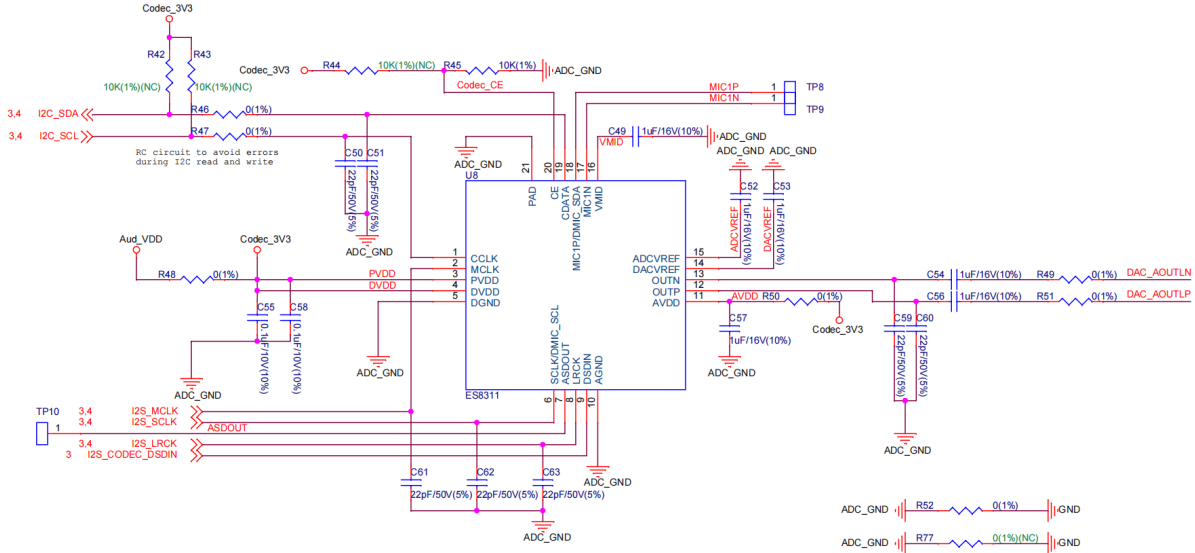 Codec_3V3
R42
R43
10K(1%)(NC)
10K(1%)(NC)
Codec_3V3
R44
10K(1%)(NC)
R45
10K(1%)
ADC_GND
Codec_CE
3,4 I2C_SDA
R46 0(1%)
3,4 I2C_SCL
R47 0(1%)
RC circuit to avoid errors
during I2C read and write
C50
22pF/50V(5%)
C51
22pF/50V(5%)
ADC_GND
MIC1P
1
TP8
MIC1N
1
TP9
C49
1uF/16V(10%)
VMID
ADC_GND
ADC_GND
ADC_GND
ADC_GND
U8
21
20
19
18
17
16
PAD
CE
CDATA
MIC1P/DMIC_SDA
MIC1N
VMID
C52
1uF/16V(10%)
ADCVREF
C53
1uF/16V(10%)
DACVREF
Aud_VDD
Codec_3V3
R48 0(1%)
PVDD
DVDD
C55
0.1uF/10V(10%)
C58
0.1uF/10V(10%)
ADC_GND
ADC_GND
1 CCLK
2 MCLK
3 PVDD
4 DVDD
5 DGND
ADCVREF 15
DACVREF 14
OUTN 13
OUTP 12
AVDD 11
AVDD
R50 0(1%)
Codec_3V3
C57
1uF/16V(10%)
ADC_GND
C54 1uF/16V(10%) R49 0(1%) DAC_AOUTLN
C56 1uF/16V(10%) R51 0(1%) DAC_AOUTLP
C59
22pF/50V(5%)
C60
22pF/50V(5%)
ADC_GND
SCLK/DMIC_SCL
ASDOUT
LRCK
DSDIN
AGND
ES8311
6
7
8
9
10
TP10
1
3,4 I2S_MCLK
3,4 I2S_SCLK
ASDOUT
3,4 I2S_LRCK
3 I2S_CODEC_DSDIN
ADC_GND
C61
22pF/50V(5%)
C62
22pF/50V(5%)
C63
22pF/50V(5%)
ADC_GND
ADC_GND R52 0(1%) GND
ADC_GND R77 0(1%)(NC) GND